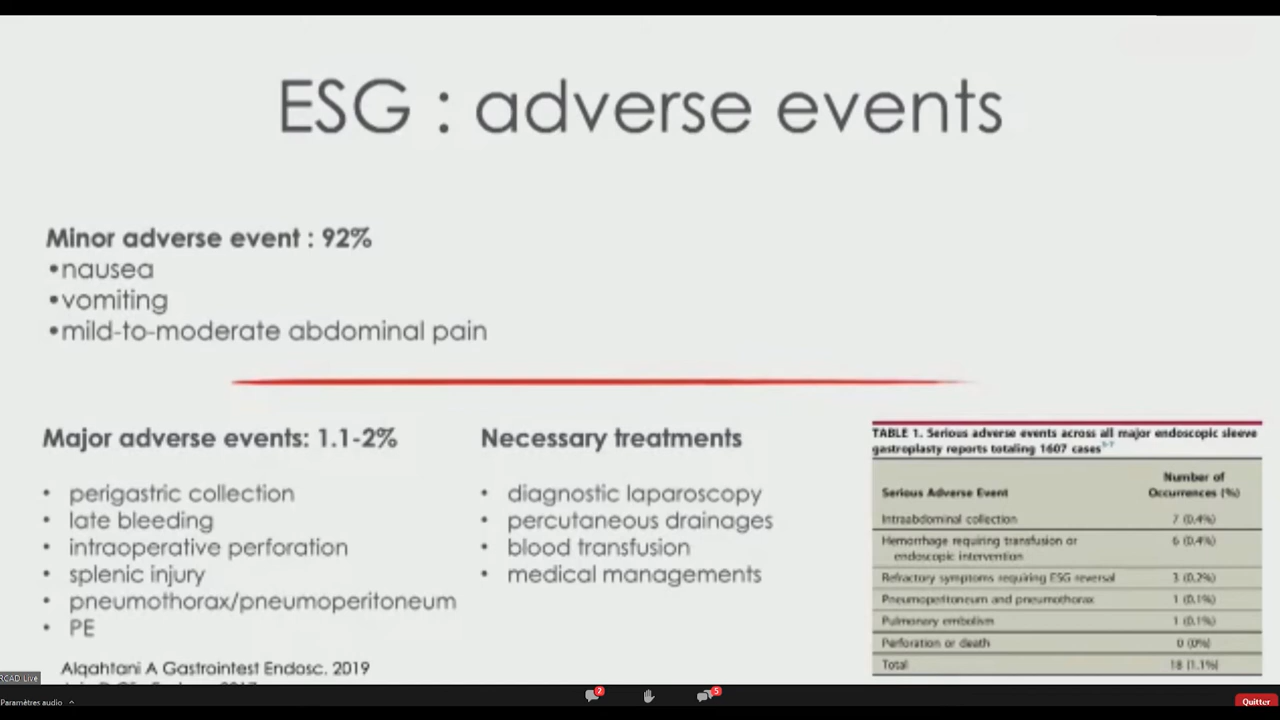 ESG : adverse events
Minor adverse event : 92%
•nausea
•vomiting
•mild-to-moderate abdominal pain
Major adverse events: 1.1-2%
• perigastric collection
• late bleeding
• intraoperative perforation
• splenic injury
• pneumothorax/pneumoperitoneum
• PE
Alqahtani A Gastrointest Endosc. 2019
Necessary treatments
• diagnostic laparoscopy
• percutaneous drainages
• blood transfusion
• medical managements
TABLE 1. Serious adverse events across all major endoscopic sleeve
gastroplasty reports totaling 1607 cases
Serious Adverse Event Number of Occurrences (%)
Intraabdominal collection 7 (0.4%)
Hemorrhage requiring transfusion or 6 (0.4%)
endoscopic intervention
Refractory symptoms requiring ESG reversal 3 (0.2%)
Pneumoperitoneum and pneumothorax 1 (0.1%)
Pulmonary embolism 1 (0.1%)
Perforation or death 0 (0%)
Total 18 (1.1%)
RCAD Live
Paramètres audio
2
5
Quitter